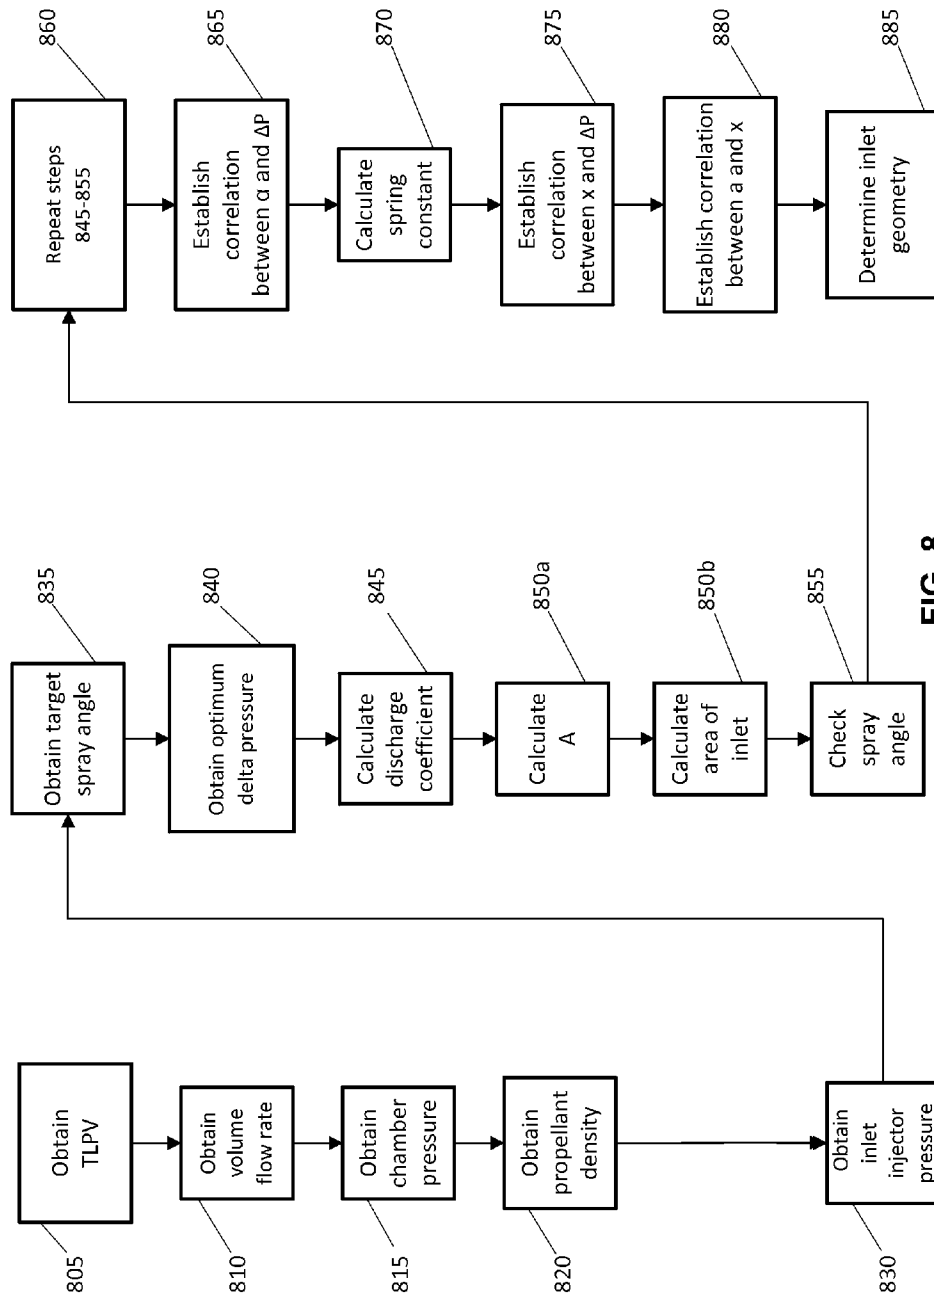 805
Obtain
TLPV
810
Obtain
volume
flow rate
815
Obtain
chamber
pressure
820
Obtain
propellant
density
830
Obtain
inlet
injector
pressure
835
Obtain target
spray angle
840
Obtain optimum
delta pressure
845
Calculate
discharge
coefficient
850a
Calculate
A
850b
Calculate
area of
inlet
855
Check
spray
angle
860
Repeat steps
845-855
865
Establish
correlation
between α and ΔP
870
Calculate
spring
constant
875
Establish
correlation
between x and ΔP
880
Establish correlation
between a and x
885
Determine inlet
geometry
FIG. 8